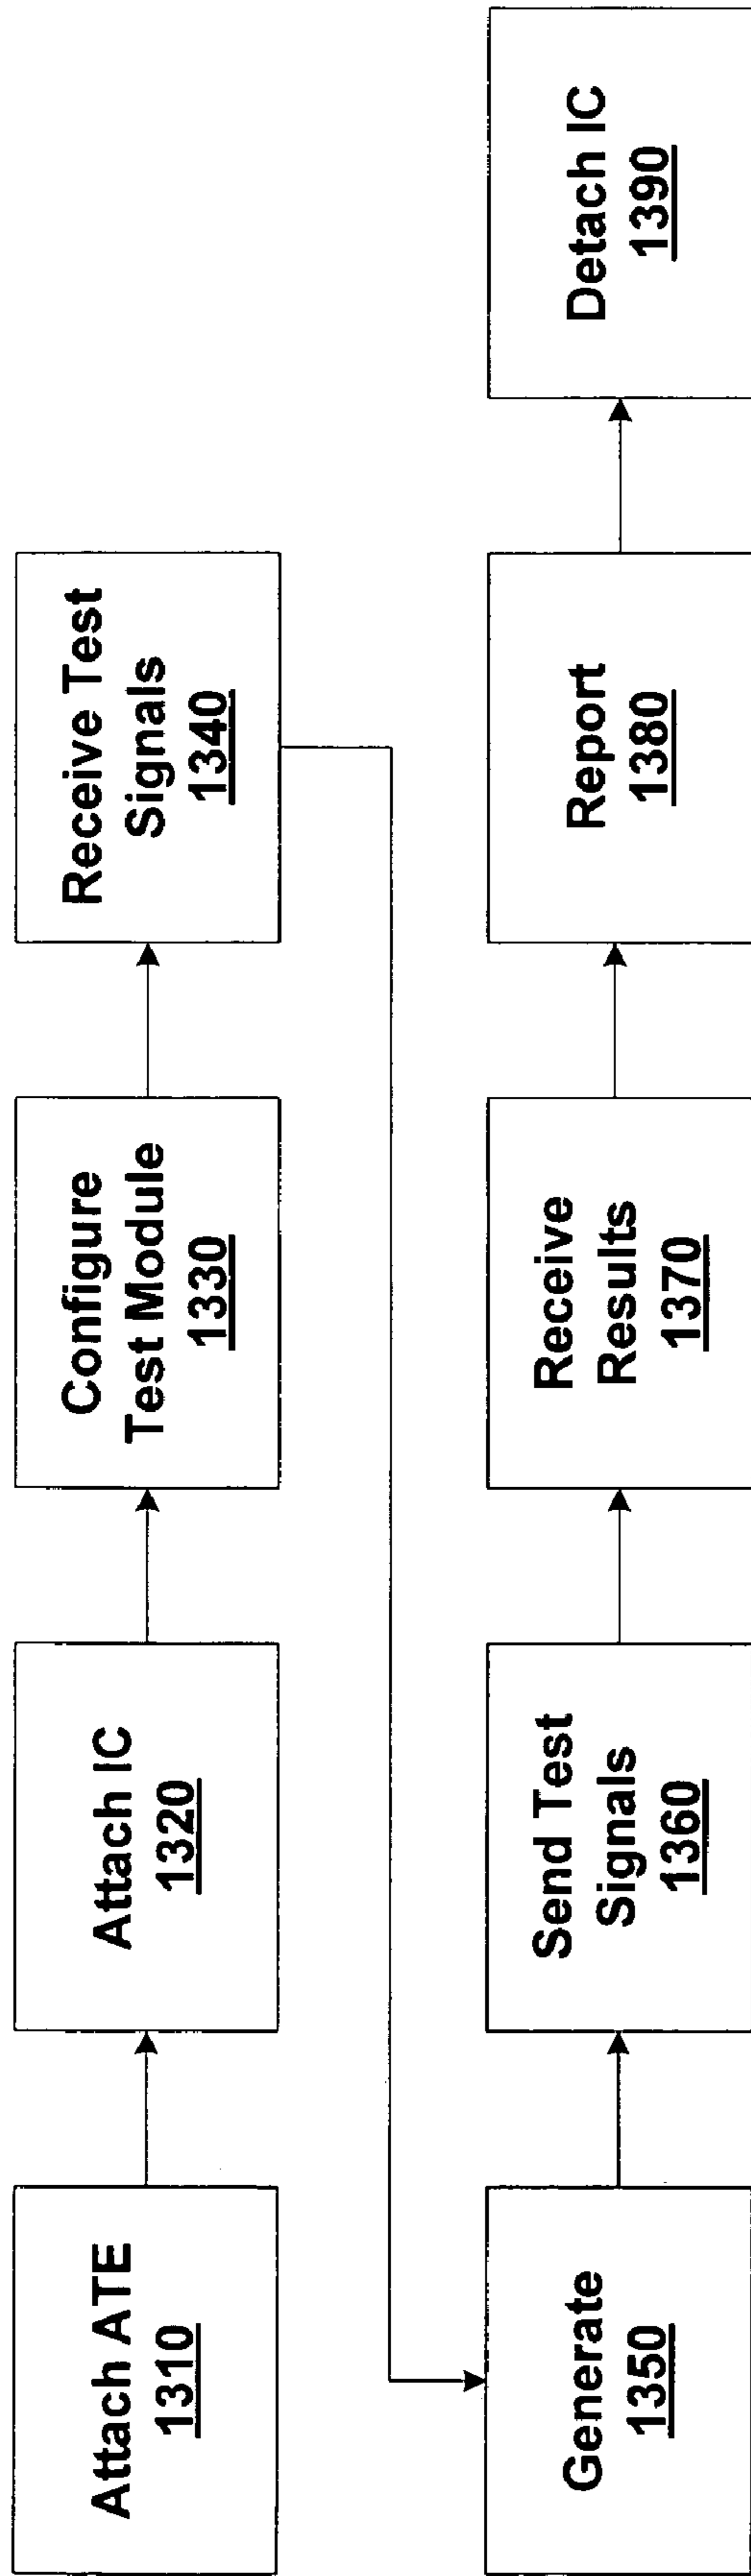 Attach ATE
1310
Attach IC
1320
Configure
Test Module
1330
Receive Test
Signals
1340
Generate
1350
Send Test
Signals
1360
Receive
Results
1370
Report
1380
Detach IC
1390